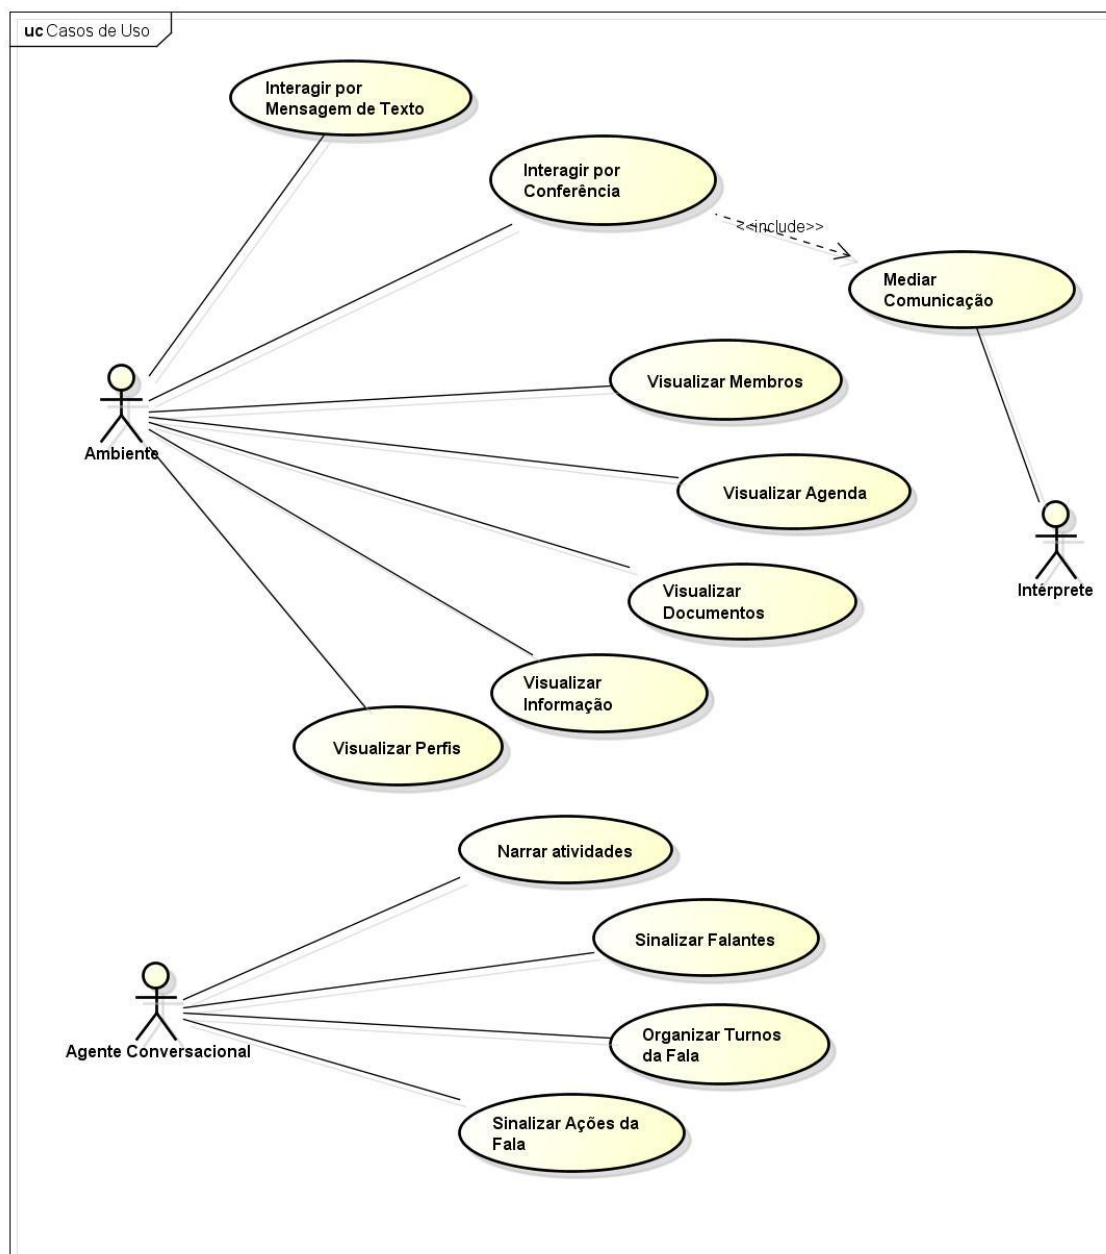 uc Casos de Uso
Interagir por
Mensagem de Texto
Interagir por
Conferência
<<include>>
Mediar
Comunicação
Visualizar Membros
Ambiente
Visualizar Agenda
Intérprete
Visualizar
Documentos
Visualizar
Informação
Visualizar Perfis
Narrar atividades
Sinalizar Falantes
Agente Conversacional
Organizar Turnos
da Fala
Sinalizar Ações da
Fala